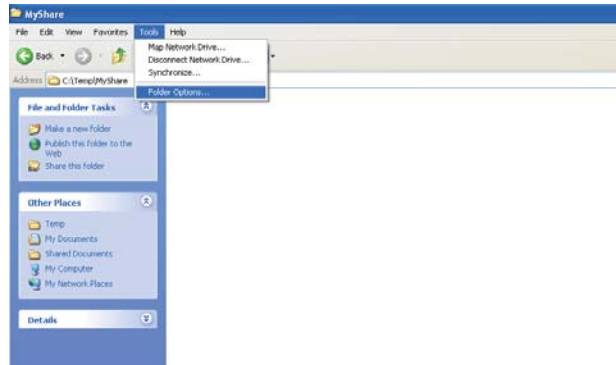 MyShare
File Edit View Favorites Tools Help
Back
Map Network Drive...
Disconnect Network Drive...
Synchronize...
Folder Options...
Address C:\Temp\MyShare
File and Folder Tasks
Make a new folder
Publish this folder to the
Web
Share this folder
Other Places
Temp
My Documents
Shared Documents
My Computer
My Network Places
Details